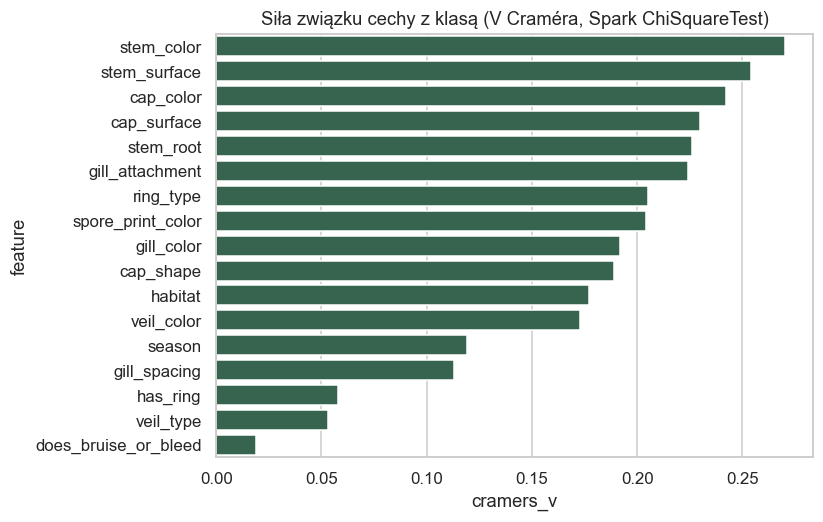 Siła związku cechy z klasą (V Craméra, Spark ChiSquareTest)
feature
stem_color
stem_surface
cap_color
cap_surface
stem_root
gill_attachment
ring_type
spore_print_color
gill_color
cap_shape
habitat
veil_color
season
gill_spacing
has_ring
veil_type
does_bruise_or_bleed
0.00 0.05 0.10 0.15 0.20 0.25
cramers_v